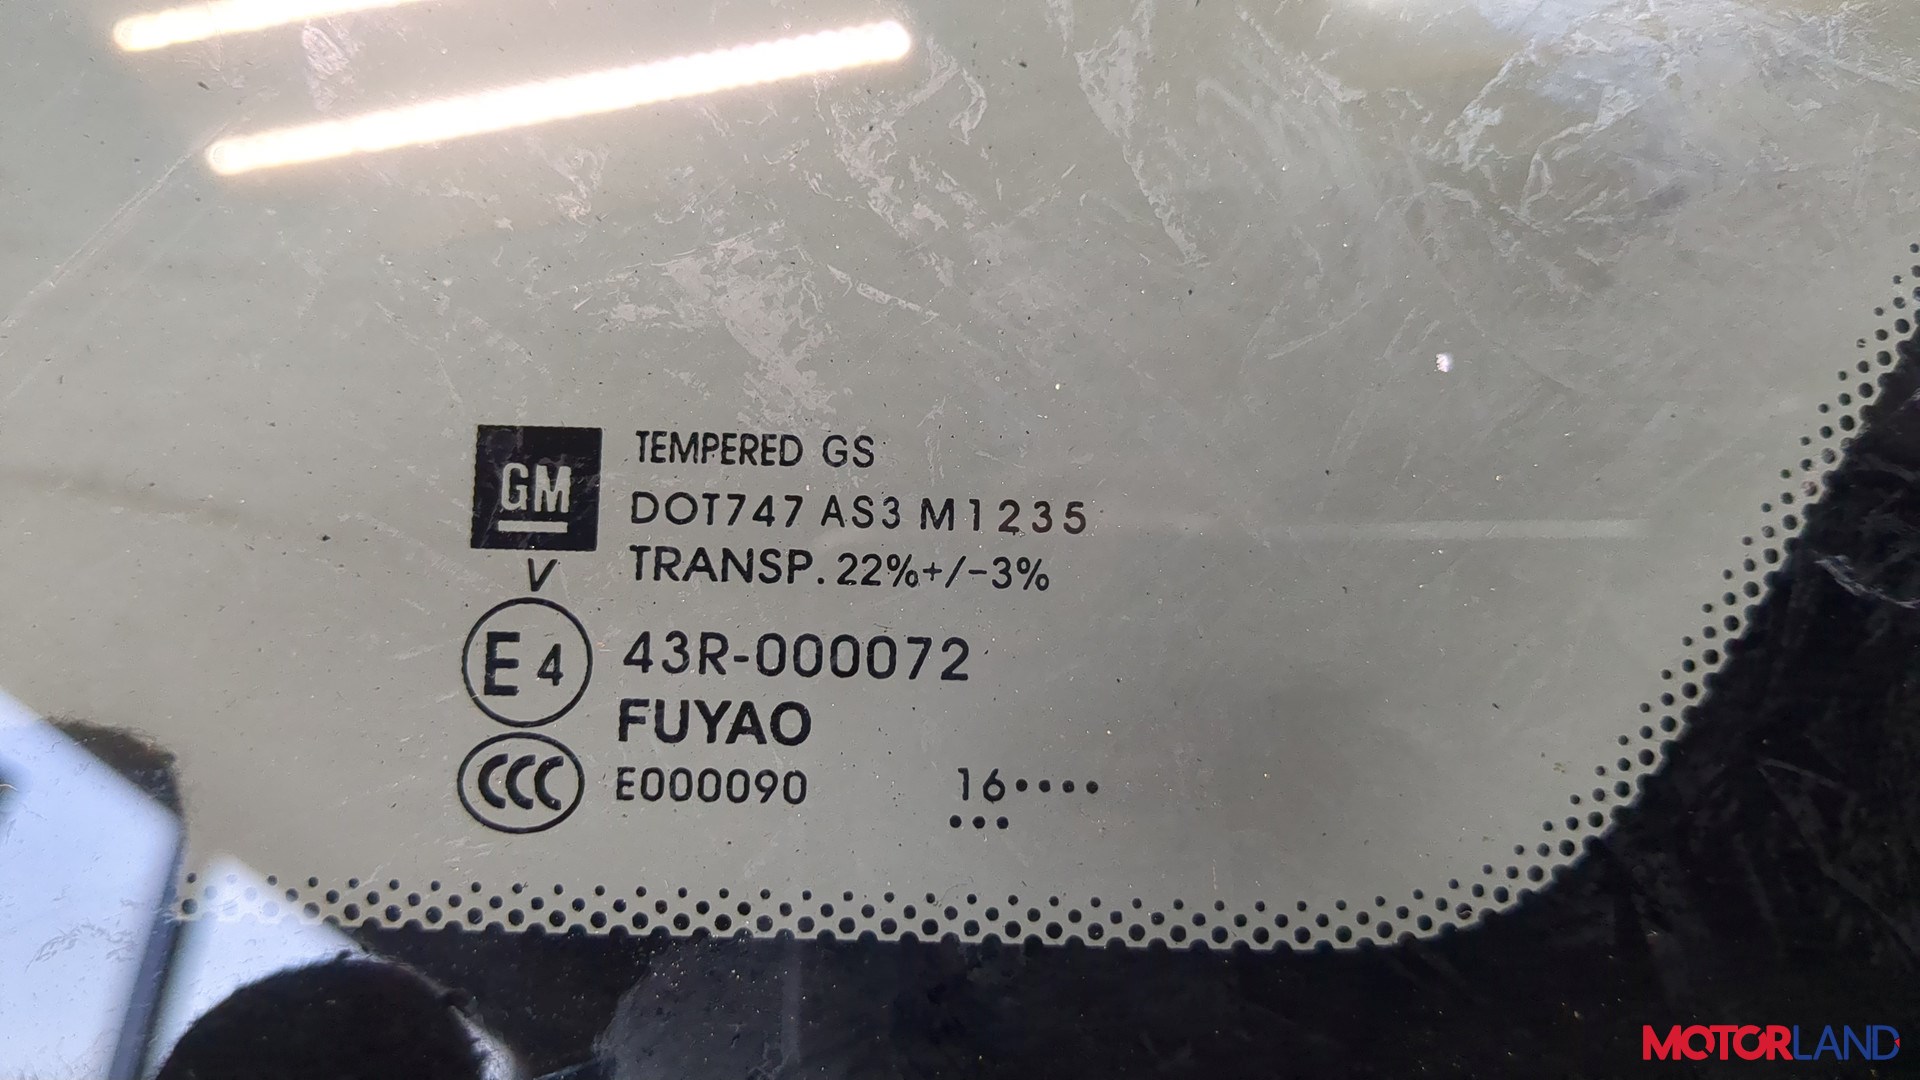 GM
TEMPERED GS
DOT747 AS3 M1235
TRANSP. 22%+/-3%
V
E4 43R-000072
FUYAO
CCC E000090 16••••
•••
MOTORLAND